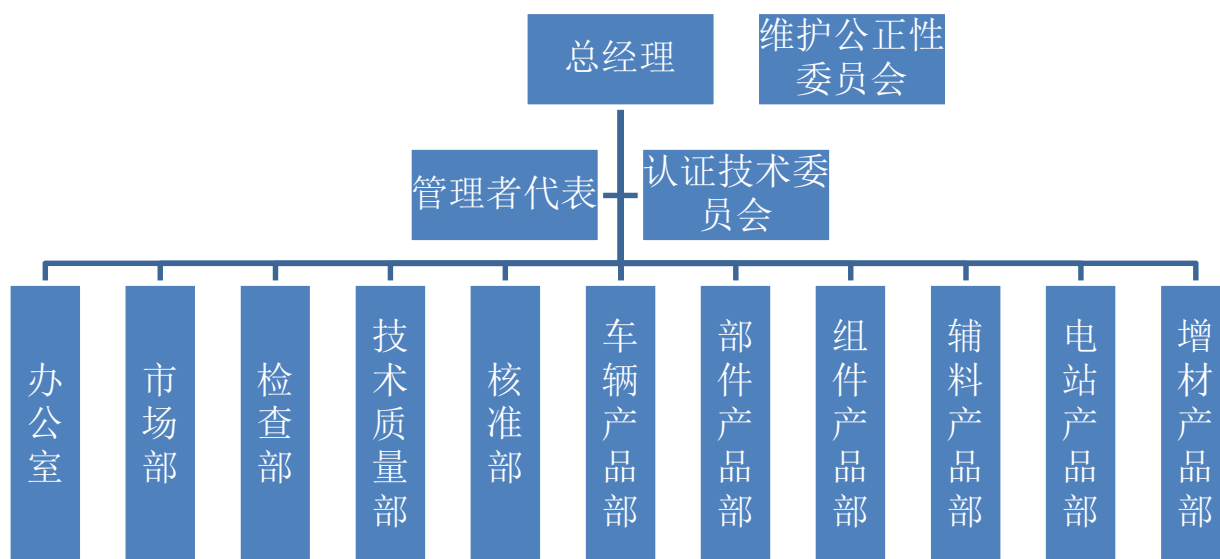 总经理
维护公正性
委员会
管理者代表
认证技术委
员会
办公室
市场部
检查部
技术质量部
核准部
车辆产品部
部件产品部
组件产品部
辅料产品部
电站产品部
增材产品部